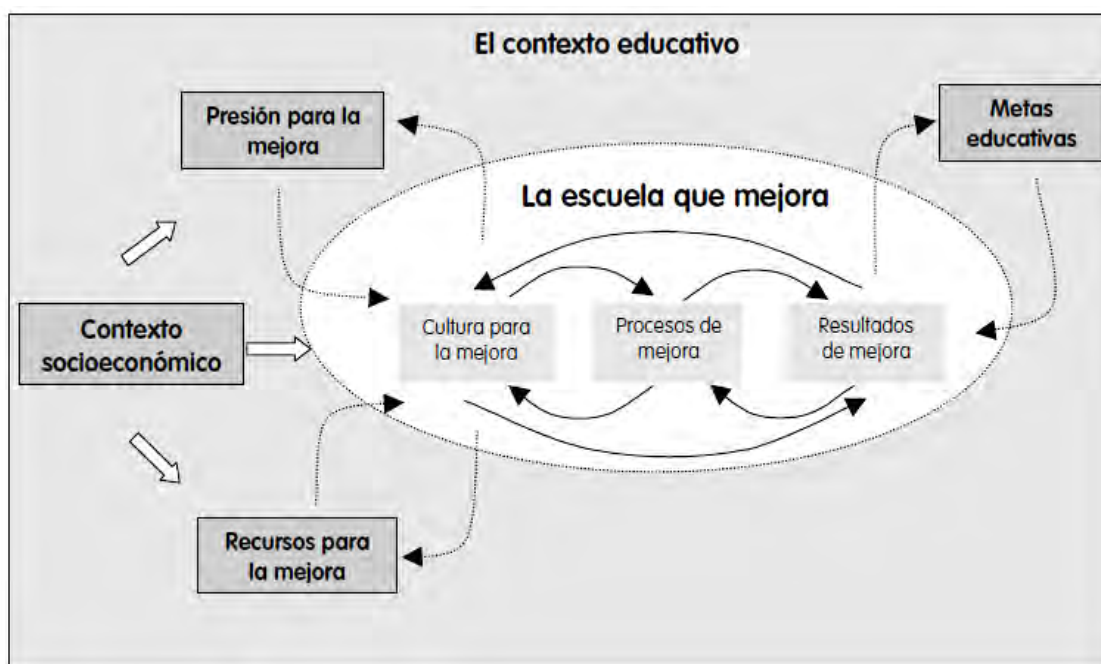 El contexto educativo
Presión para la
mejora
Metas
educativas
La escuela que mejora
Contexto
socioeconómico
Cultura para
la mejora
Procesos de
mejora
Resultados
de mejora
Recursos para
la mejora